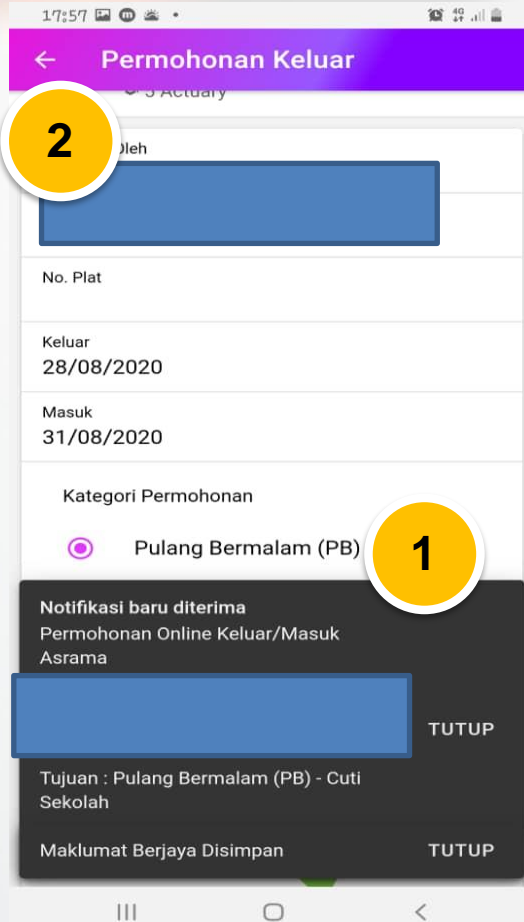 17:57
4G
Permohonan Keluar
5 Actuary
2
Oleh
No. Plat
Keluar
28/08/2020
Masuk
31/08/2020
Kategori Permohonan
Pulang Bermalam (PB)
1
Notifikasi baru diterima
Permohonan Online Keluar/Masuk
Asrama
TUTUP
Tujuan : Pulang Bermalam (PB) - Cuti
Sekolah
Maklumat Berjaya Disimpan
TUTUP